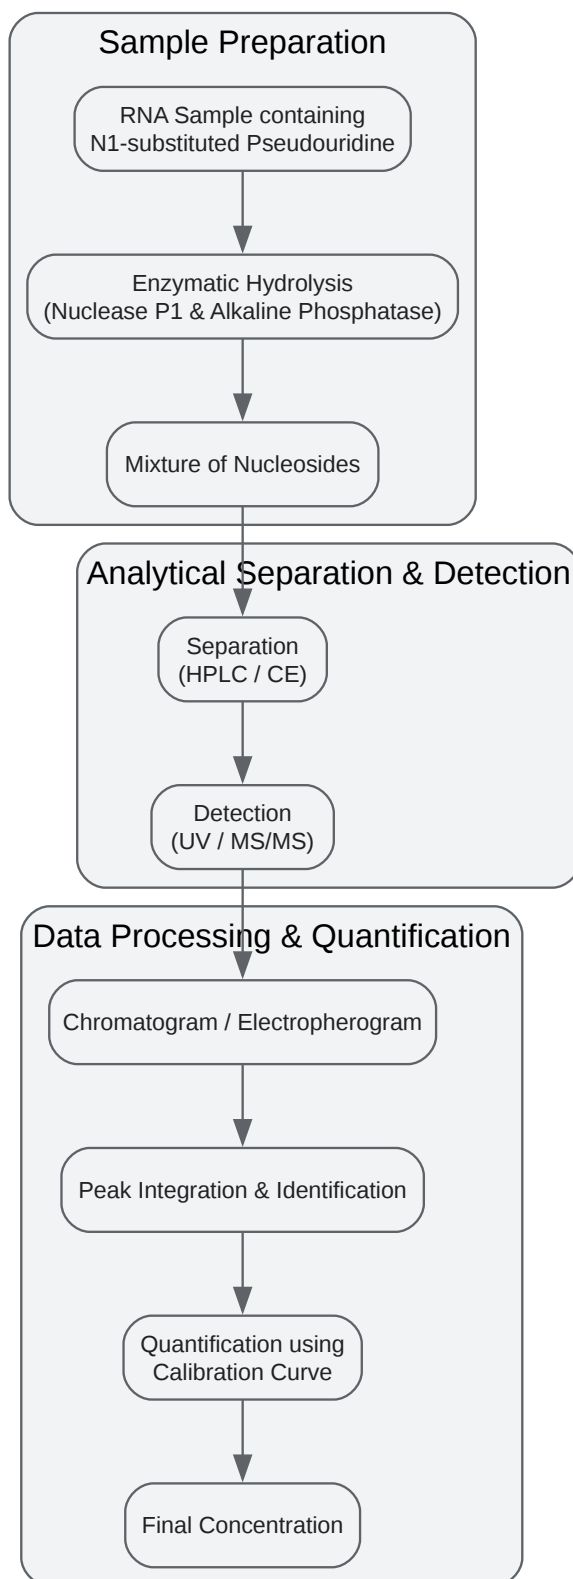 Sample Preparation
RNA Sample containing
N1-substituted Pseudouridine
Enzymatic Hydrolysis
(Nuclease P1 & Alkaline Phosphatase)
Mixture of Nucleosides
Analytical Separation & Detection
Separation
(HPLC / CE)
Detection
(UV / MS/MS)
Data Processing & Quantification
Chromatogram / Electropherogram
Peak Integration & Identification
Quantification using
Calibration Curve
Final Concentration